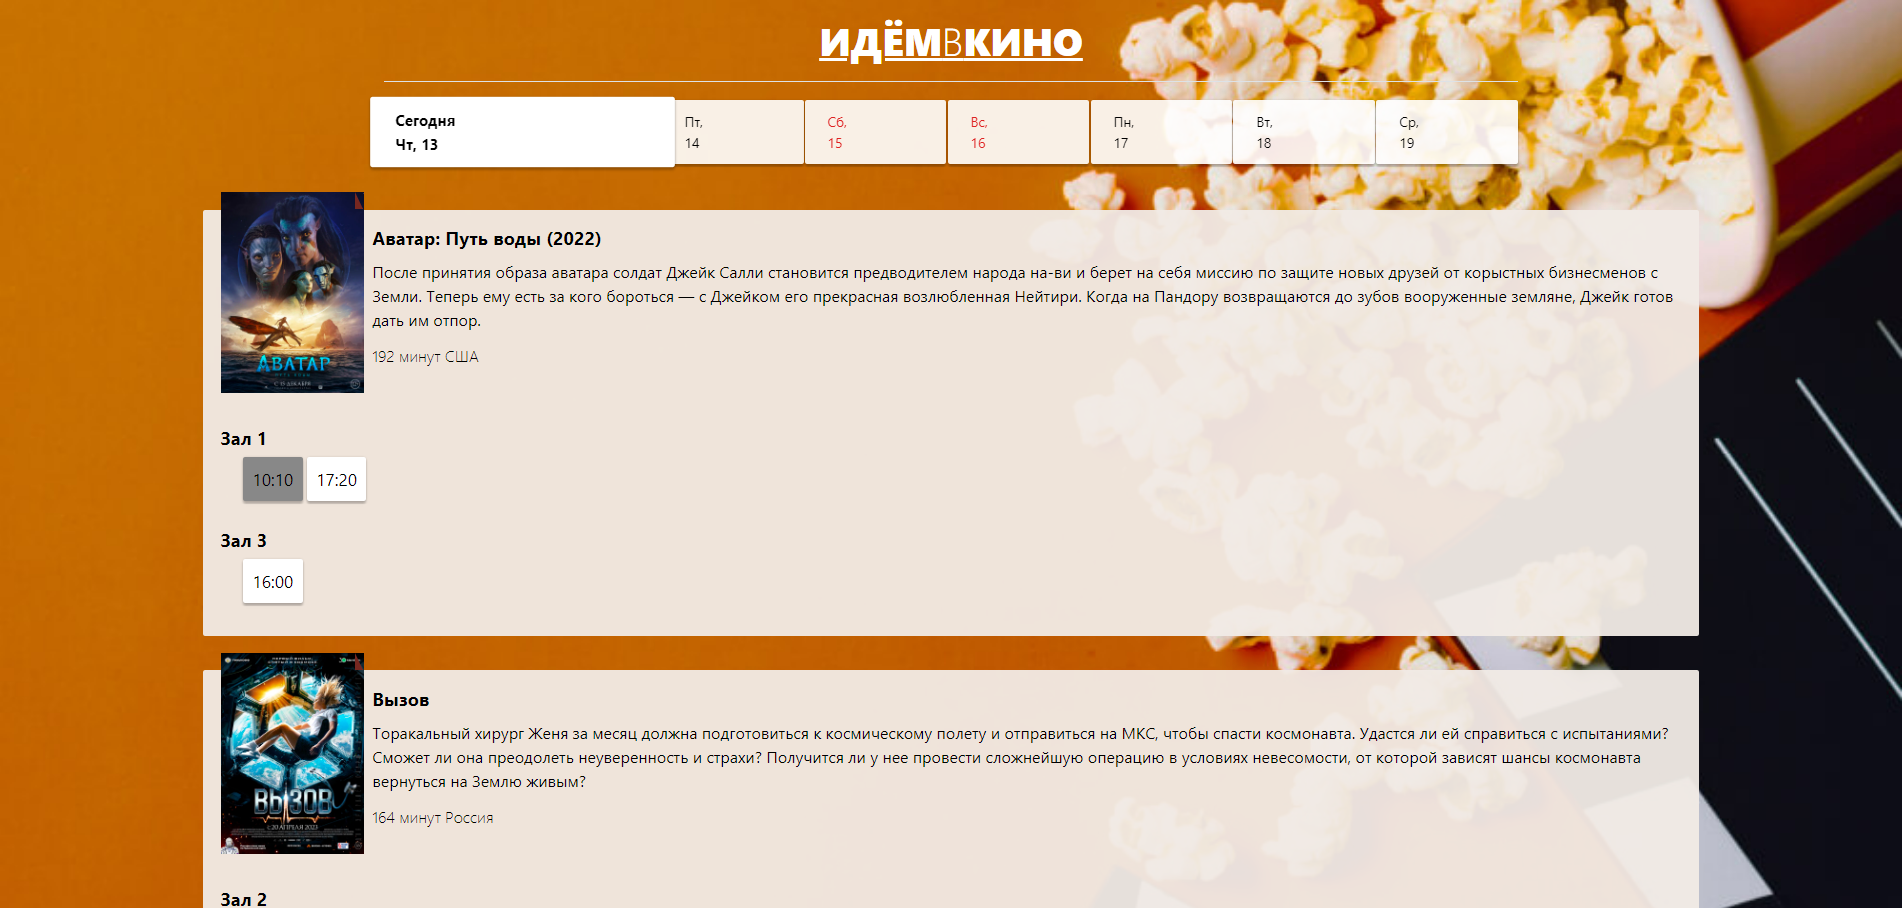 ИДЁМВКИНО
Сегодня
Чт, 13
Пт,
14
Сб,
15
Вс,
16
Пн,
17
Вт,
18
Ср,
19
АВАТАР
Аватар: Путь воды (2022)
После принятия образа аватара солдат Джейк Салли становится предводителем народа на-ви и берет на себя миссию по защите новых друзей от корыстных бизнесменов с
Земли. Теперь ему есть за кого бороться — с Джейком его прекрасная возлюбленная Нейтири. Когда на Пандору возвращаются до зубов вооруженные земляне, Джейк готов
дать им отпор.
192 минут США
Зал 1
10:10 17:20
Зал 3
16:00
ВЫЗОВ
С 20 АПРЕЛЯ 2023
Вызов
Торакальный хирург Женя за месяц должна подготовиться к космическому полету и отправиться на МКС, чтобы спасти космонавта. Удастся ли ей справиться с испытаниями?
Сможет ли она преодолеть неуверенность и страхи? Получится ли у нее провести сложнейшую операцию в условиях невесомости, от которой зависят шансы космонавта
вернуться на Землю живым?
164 минут Россия
Зал 2